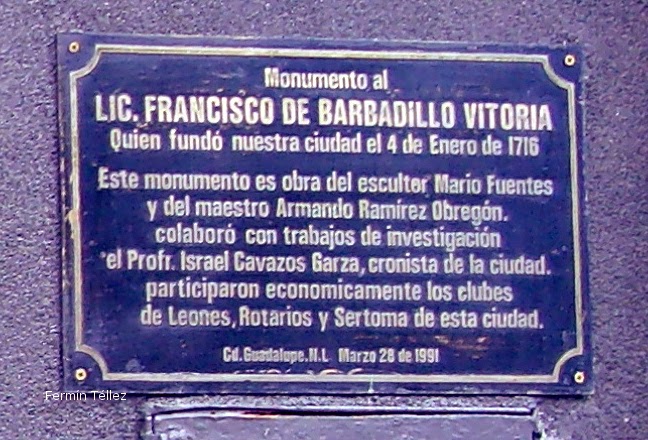 Monumento al
LIC. FRANCISCO DE BARBADILLO VITORIA
Quien fundó nuestra ciudad el 4 de Enero de 1716
Este monumento es obra del escultor Mario Fuentes
y del maestro Armando Ramírez Obregón.
colaboró con trabajos de investigación
el Profr. Israel Cavazos Garza, cronista de la ciudad.
participaron economicamente los clubes
de Leones, Rotarios y Sertoma de esta ciudad.
Cd. Guadalupe. N.L Marzo 28 de 1991
Fermín Téllez